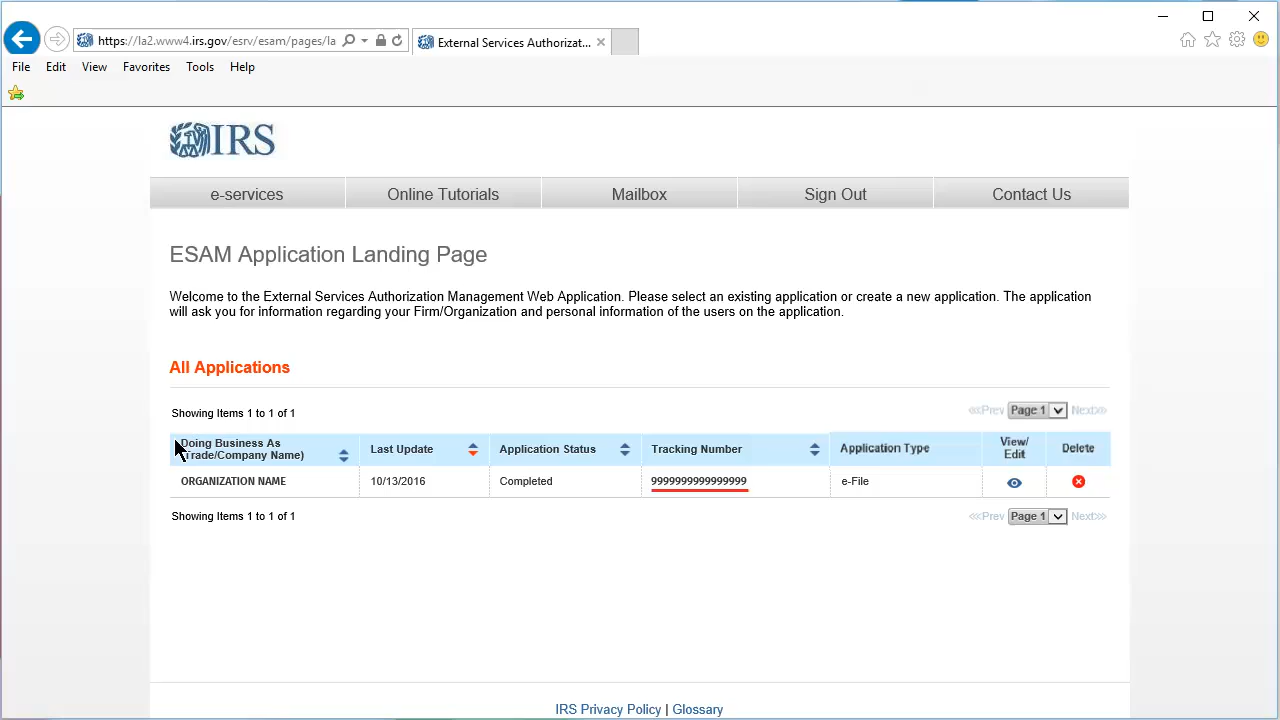 https://la2.www4.irs.gov/esrv/esam/pages/la
External Services Authorizat...
File Edit View Favorites Tools Help
IRS
e-services Online Tutorials Mailbox Sign Out Contact Us
ESAM Application Landing Page
Welcome to the External Services Authorization Management Web Application. Please select an existing application or create a new application. The application
will ask you for information regarding your Firm/Organization and personal information of the users on the application.
All Applications
Showing Items 1 to 1 of 1
Prev Page 1 Next
Doing Business As
(Trade/Company Name)
Last Update
Application Status
Tracking Number
Application Type
View/
Edit
Delete
ORGANIZATION NAME 10/13/2016 Completed 9999999999999999 e-File
Showing Items 1 to 1 of 1
Prev Page 1 Next
IRS Privacy Policy | Glossary